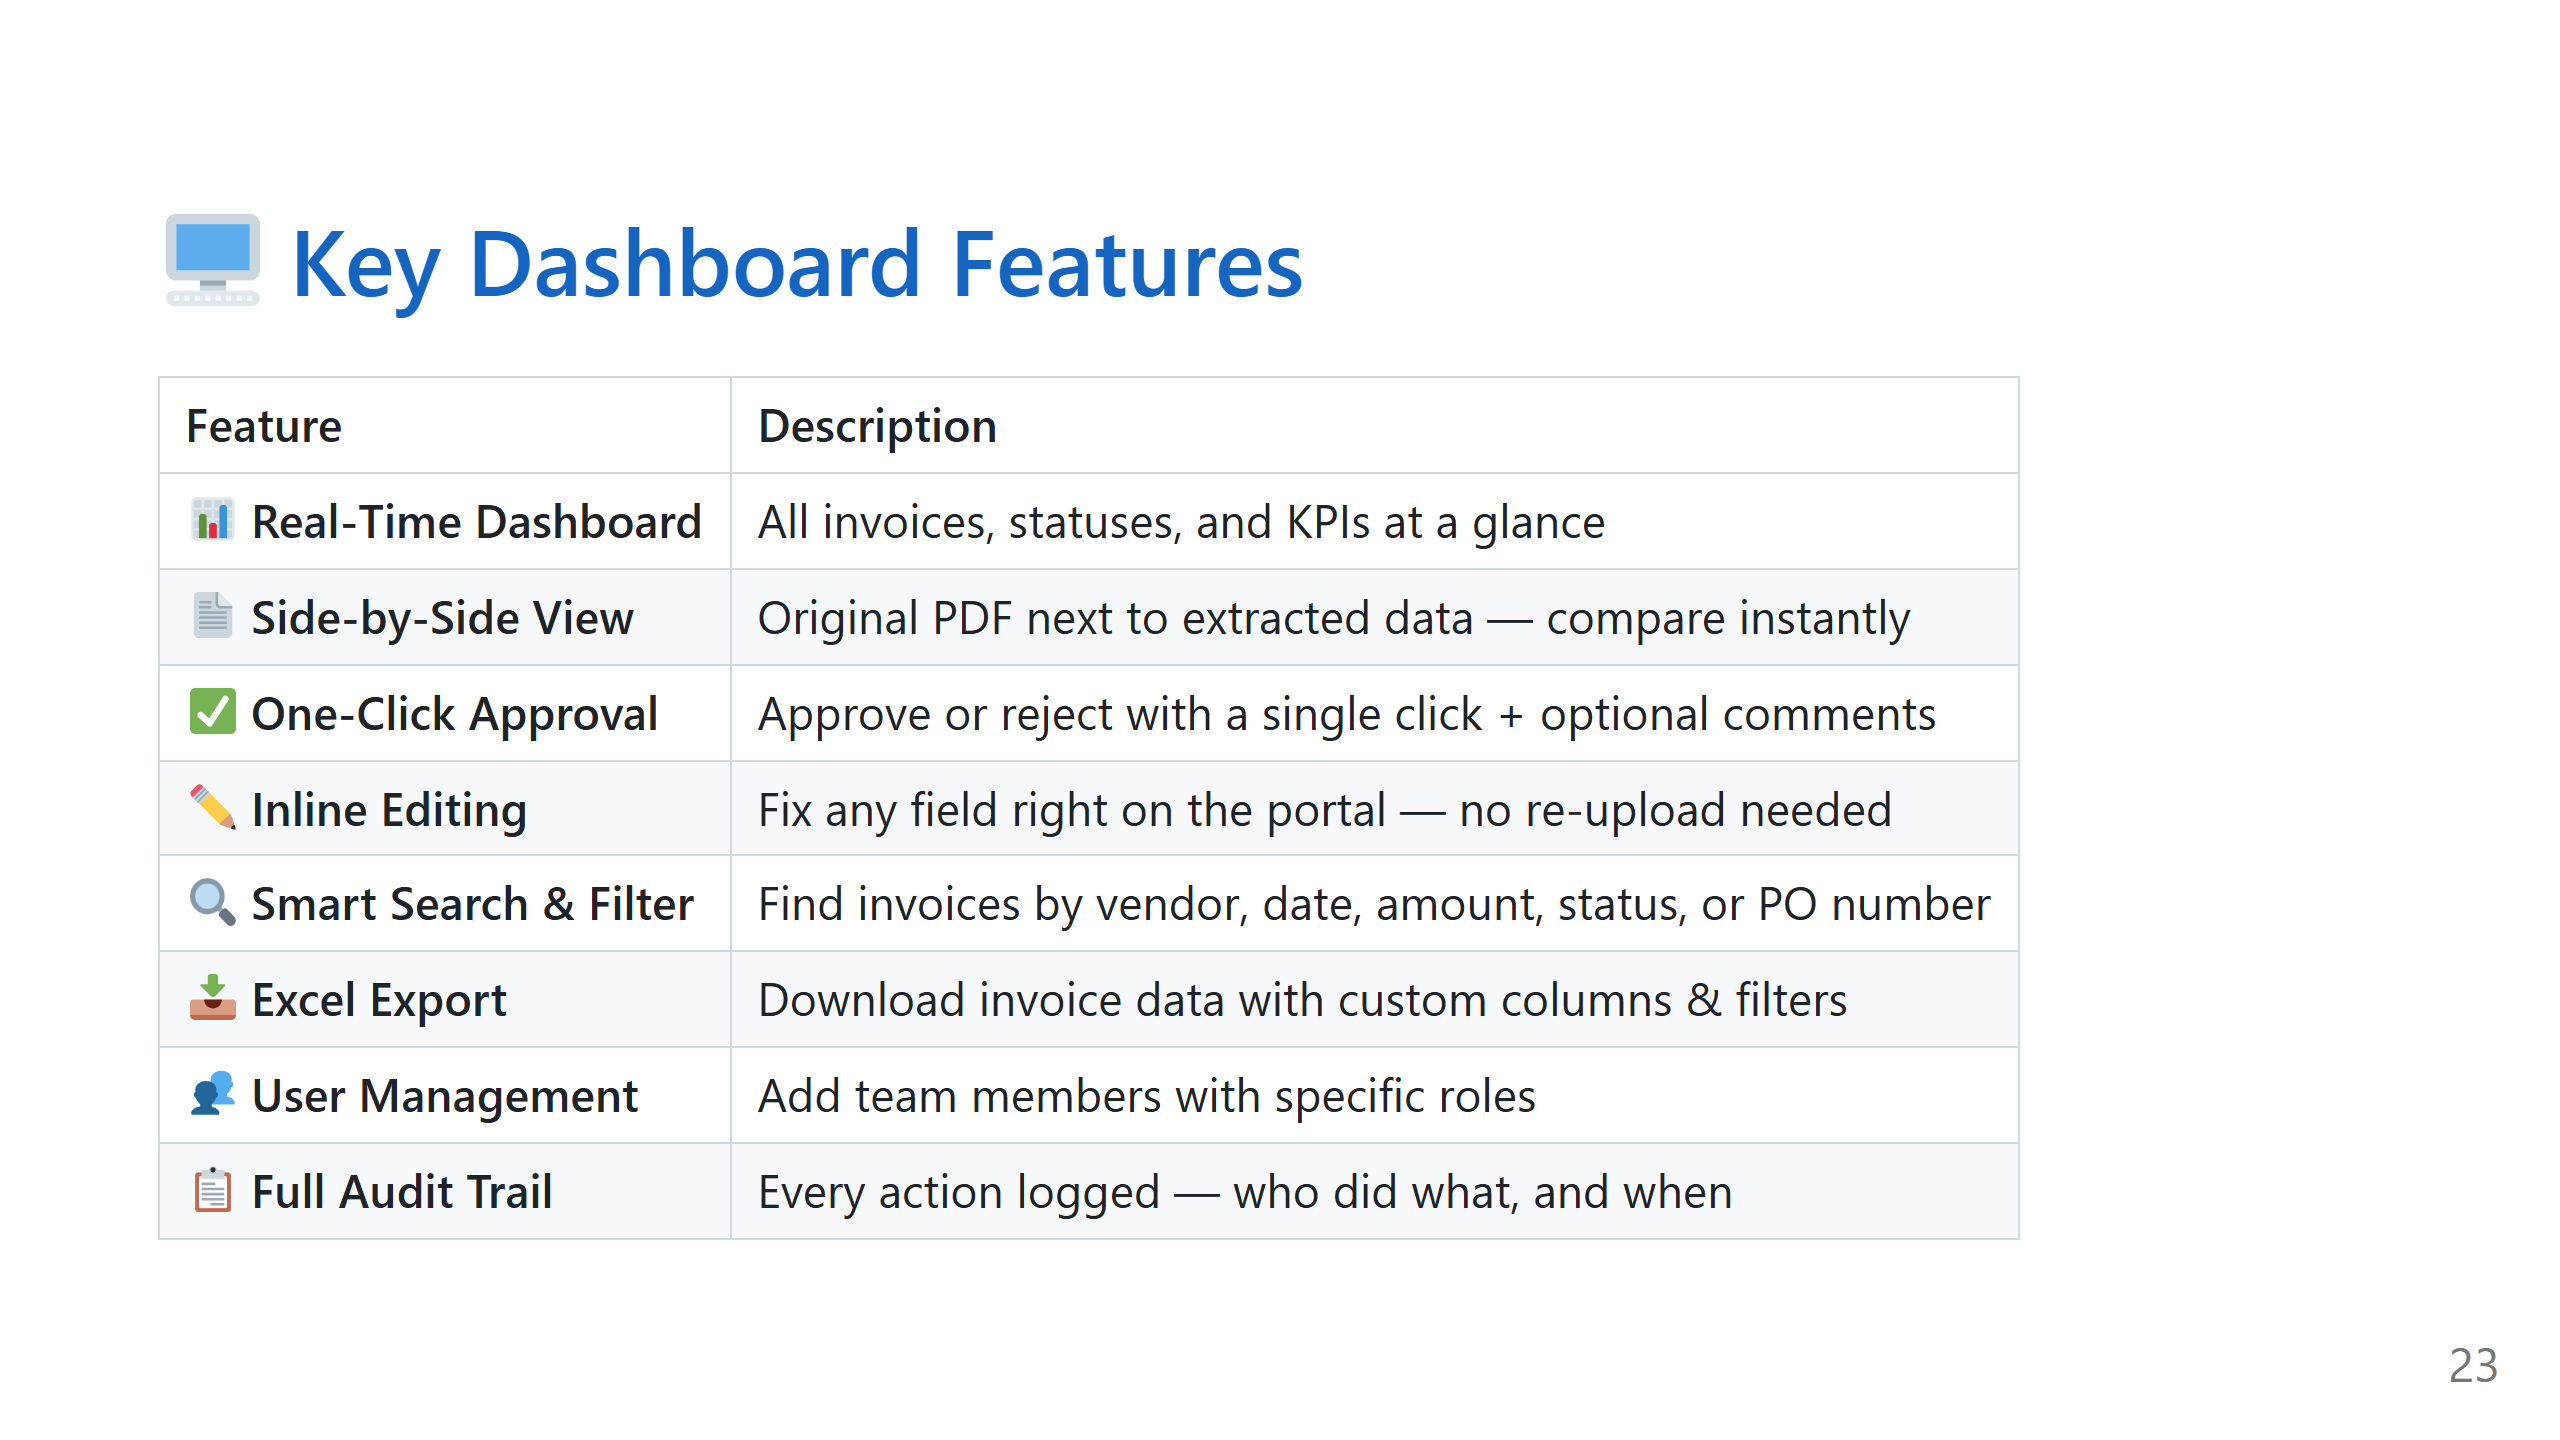 Key Dashboard Features
Feature Description
Real-Time Dashboard All invoices, statuses, and KPIs at a glance
Side-by-Side View Original PDF next to extracted data — compare instantly
One-Click Approval Approve or reject with a single click + optional comments
Inline Editing Fix any field right on the portal — no re-upload needed
Smart Search & Filter Find invoices by vendor, date, amount, status, or PO number
Excel Export Download invoice data with custom columns & filters
User Management Add team members with specific roles
Full Audit Trail Every action logged — who did what, and when
23